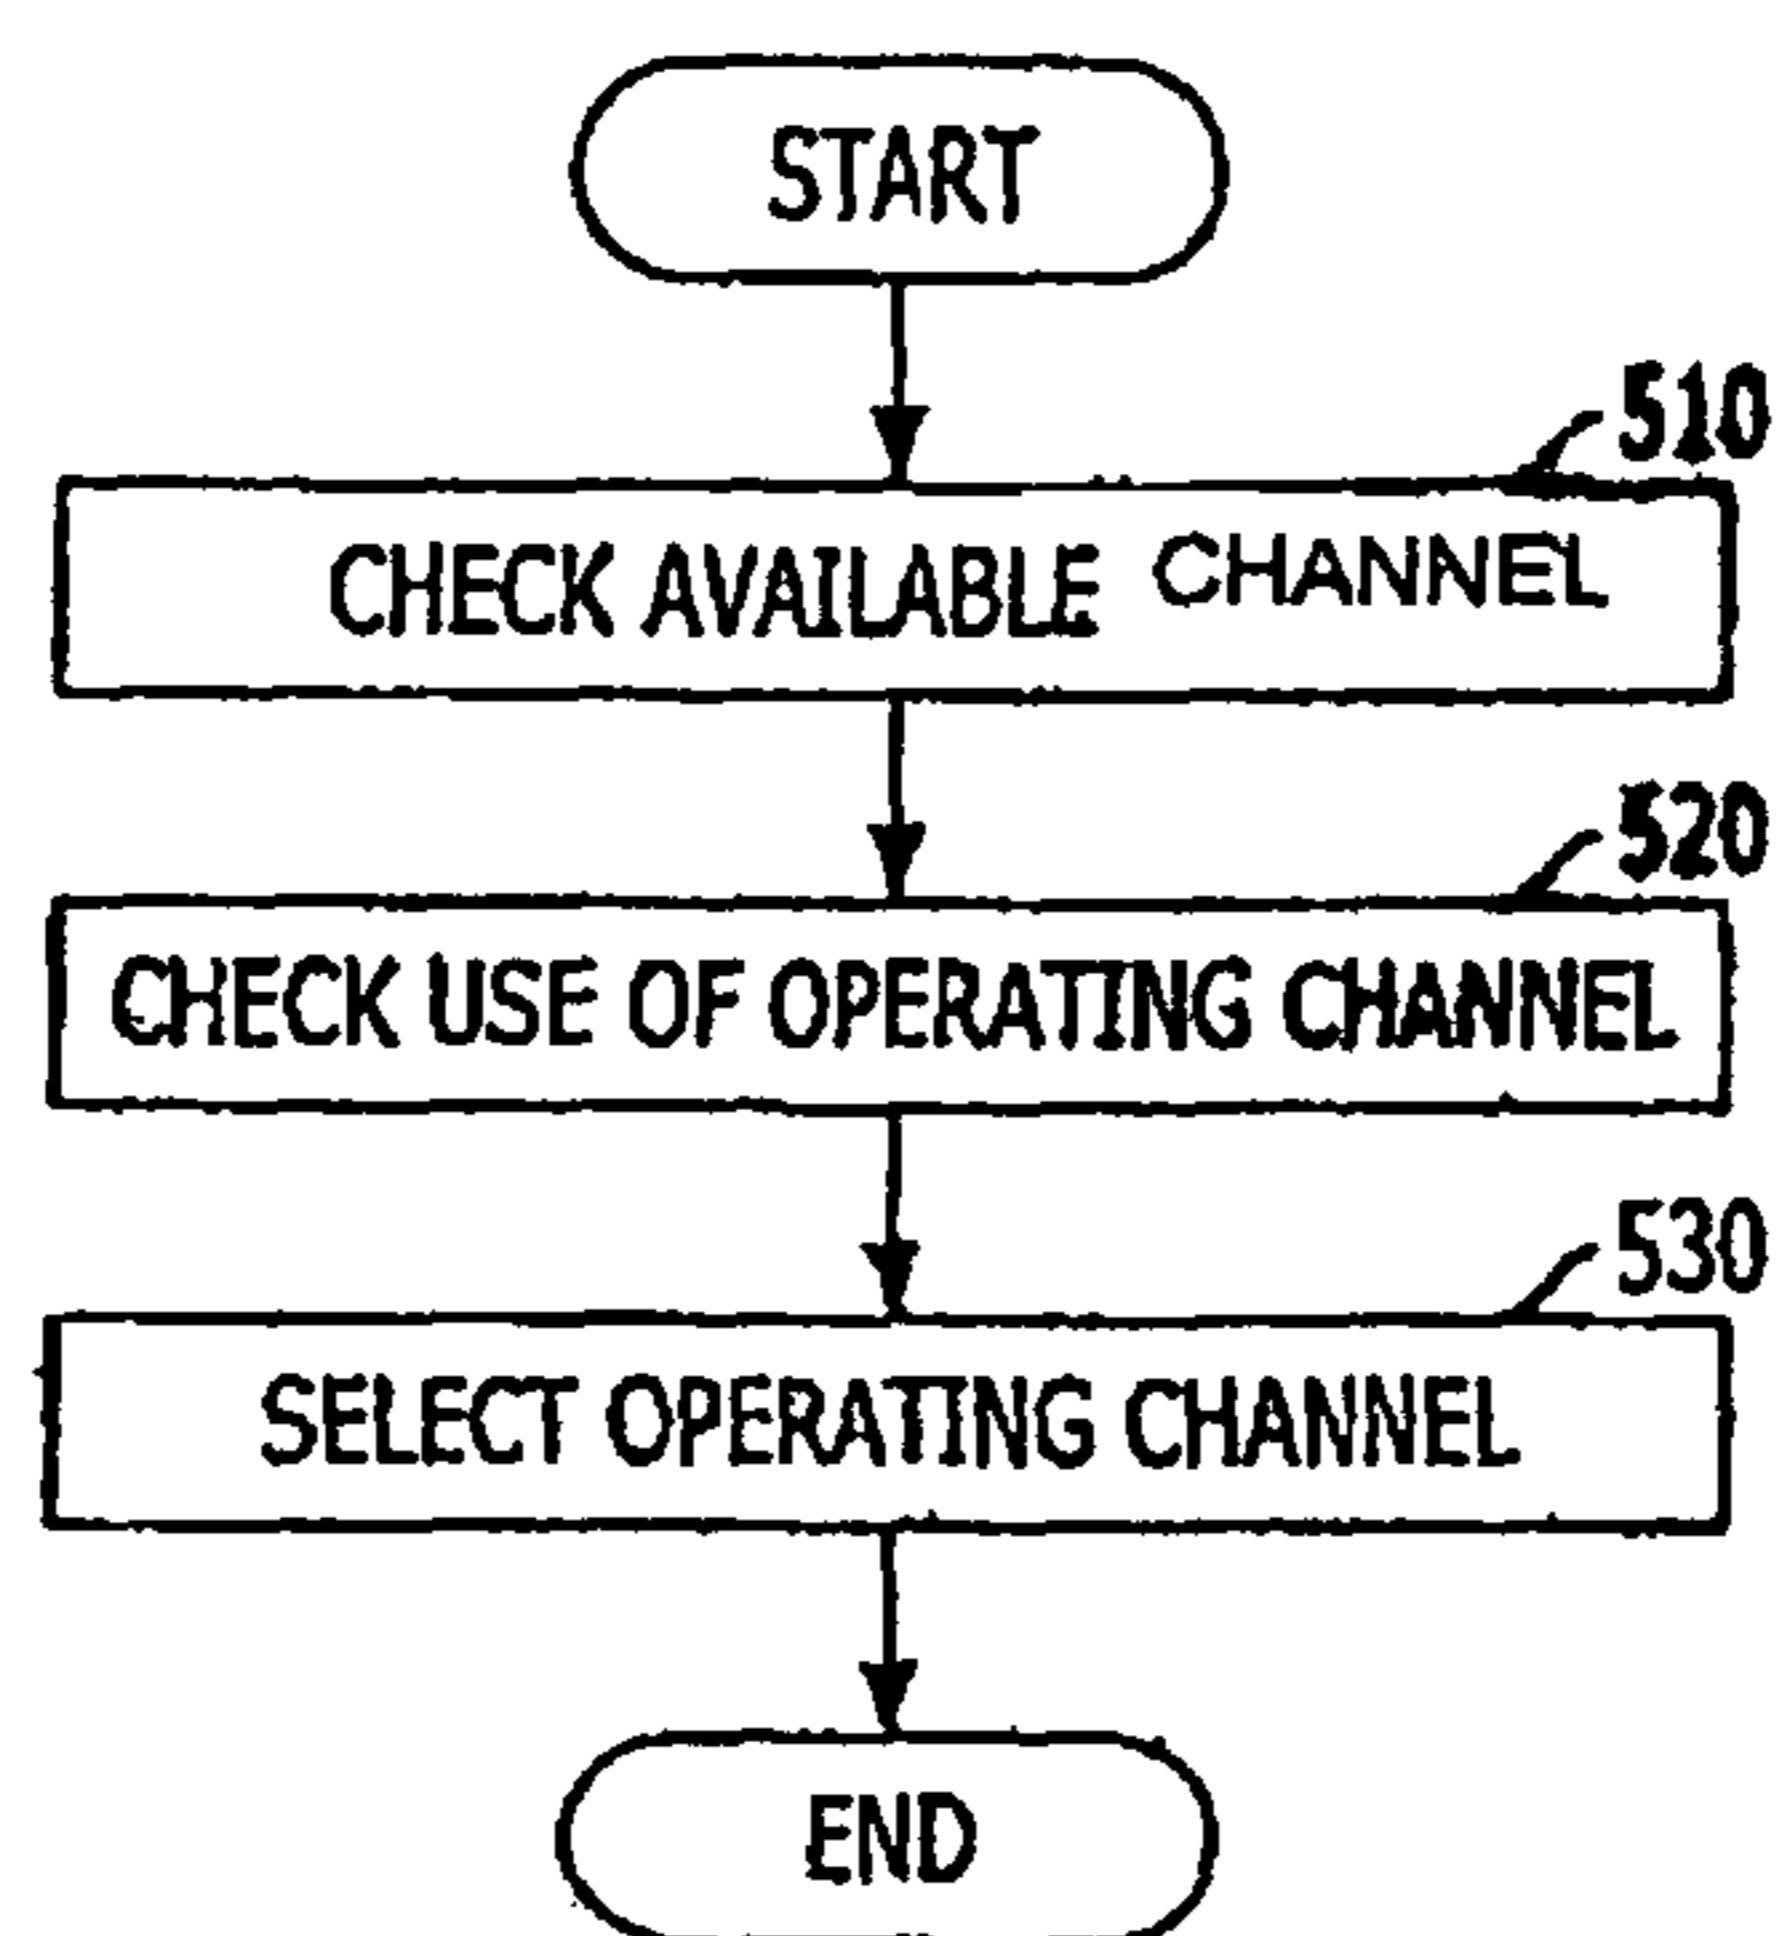 START
510
CHECK AVAILABLE CHANNEL
520
CHECK USE OF OPERATING CHANNEL
530
SELECT OPERATING CHANNEL
END